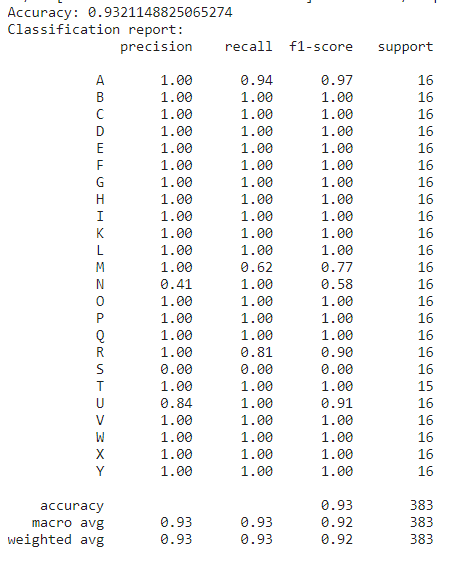 Accuracy: 0.9321148825065274
Classification report:
precision recall f1-score support
A 1.00 0.94 0.97 16
B 1.00 1.00 1.00 16
C 1.00 1.00 1.00 16
D 1.00 1.00 1.00 16
E 1.00 1.00 1.00 16
F 1.00 1.00 1.00 16
G 1.00 1.00 1.00 16
H 1.00 1.00 1.00 16
I 1.00 1.00 1.00 16
K 1.00 1.00 1.00 16
L 1.00 1.00 1.00 16
M 1.00 0.62 0.77 16
N 0.41 1.00 0.58 16
O 1.00 1.00 1.00 16
P 1.00 1.00 1.00 16
Q 1.00 1.00 1.00 16
R 1.00 0.81 0.90 16
S 0.00 0.00 0.00 16
T 1.00 1.00 1.00 15
U 0.84 1.00 0.91 16
V 1.00 1.00 1.00 16
W 1.00 1.00 1.00 16
X 1.00 1.00 1.00 16
Y 1.00 1.00 1.00 16
accuracy 0.93 383
macro avg 0.93 0.93 0.92 383
weighted avg 0.93 0.93 0.92 383